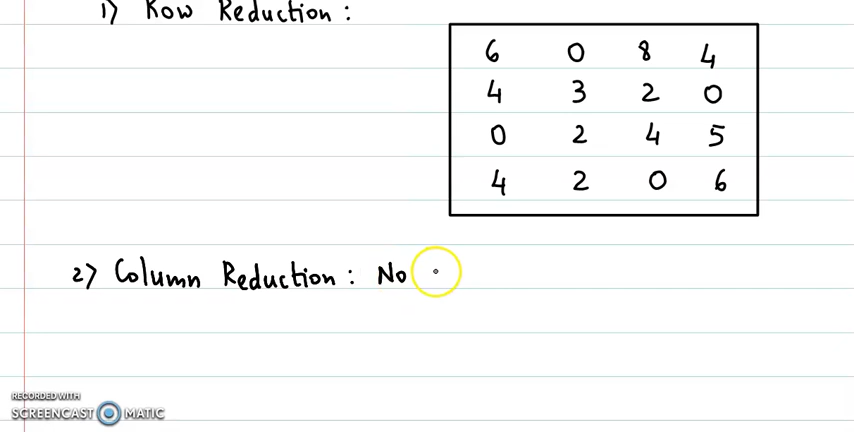 1) Row Reduction :
6 0 8 4
4 3 2 0
0 2 4 5
4 2 0 6
2) Column Reduction : No
RECORDED WITH
SCREENCAST MATIC